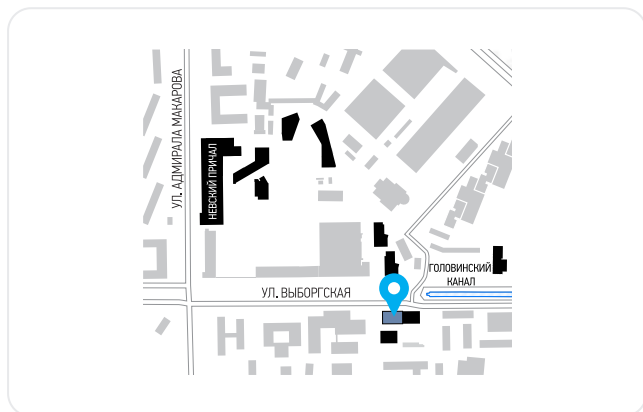 УЛ. АДМИРАЛА МАКАРОВА
НЕВСКИЙ ПРИЧАЛ
ГОЛОВИНСКИЙ
КАНАЛ
УЛ. ВЫБОРГСКАЯ